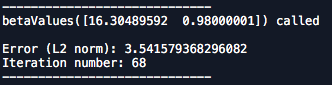 ------------------------------
betaValues([16.30489592  0.98000001]) called

Error (L2 norm): 3.541579368296082
Iteration number: 68
------------------------------